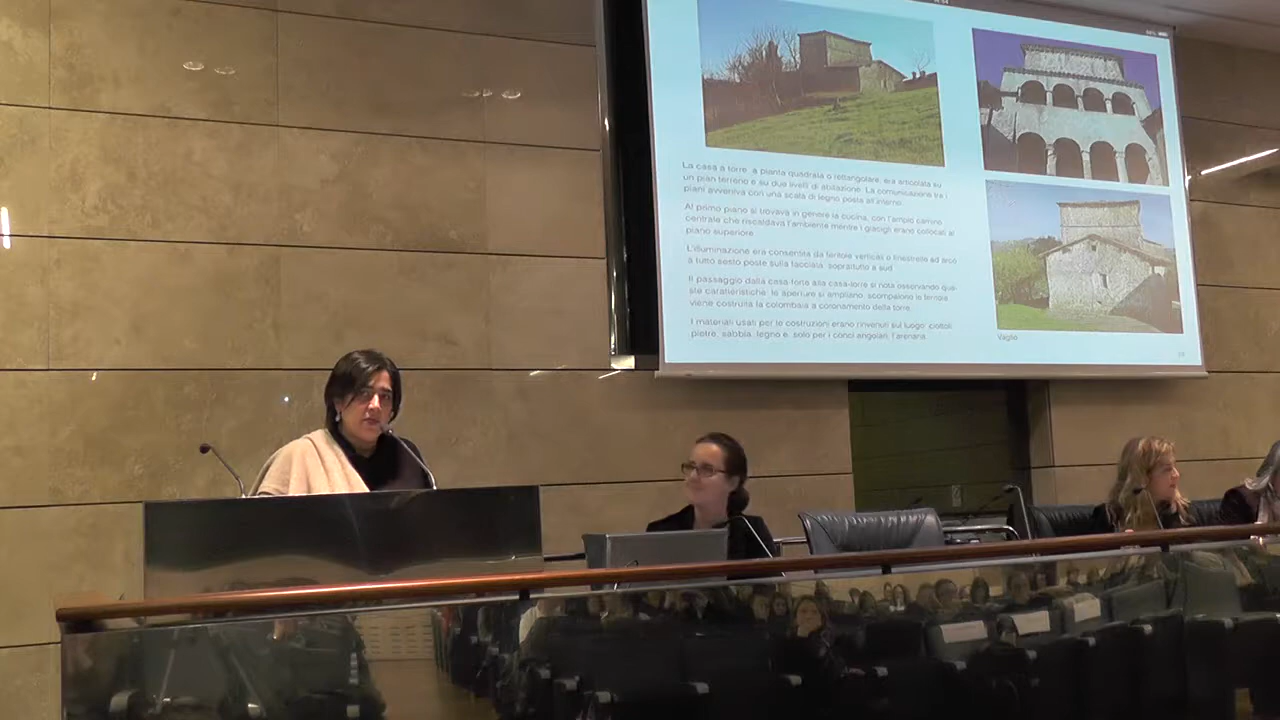 La casa a torre, a pianta quadrata o rettangolare, era articolata su
un pian terreno e su due livelli di abitazione. La comunicazione tra i
piani avveniva con una scala di legno posta all'interno.
Al primo piano si trovava in genere la cucina, con l'ampio camino
centrale che riscaldava l'ambiente mentre i giacigli erano collocati al
piano superiore.
L'illuminazione era consentita da feritoie verticali o finestrelle ad arco
a tutto sesto poste sulla facciata soprattutto a sud.
Il passaggio dalla casa-forte alla casa-torre si nota osservando que-
ste caratteristiche: le aperture si ampliano, scompaiono le feritoie
viene costruita la colombaia a coronamento della torre.
I materiali usati per le costruzioni erano rinvenuti sul luogo: ciottoli
pietre, sabbia, legno e, solo per i conci angolari, l'arenaria.
Vaglio